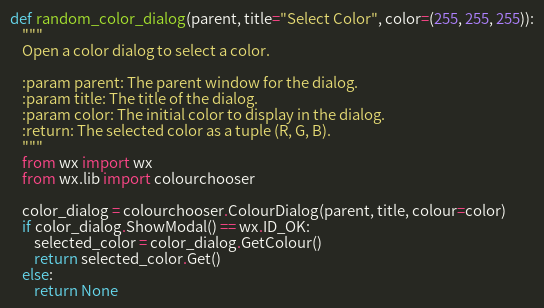 def random_color_dialog(parent, title="Select Color", color=(255, 255, 255)):
    """
    Open a color dialog to select a color.

    :param parent: The parent window for the dialog.
    :param title: The title of the dialog.
    :param color: The initial color to display in the dialog.
    :return: The selected color as a tuple (R, G, B).
    """
    from wx import wx
    from wx.lib import colourchooser

    color_dialog = colourchooser.ColourDialog(parent, title, colour=color)
    if color_dialog.ShowModal() == wx.ID_OK:
        selected_color = color_dialog.GetColour()
        return selected_color.Get()
    else:
        return None